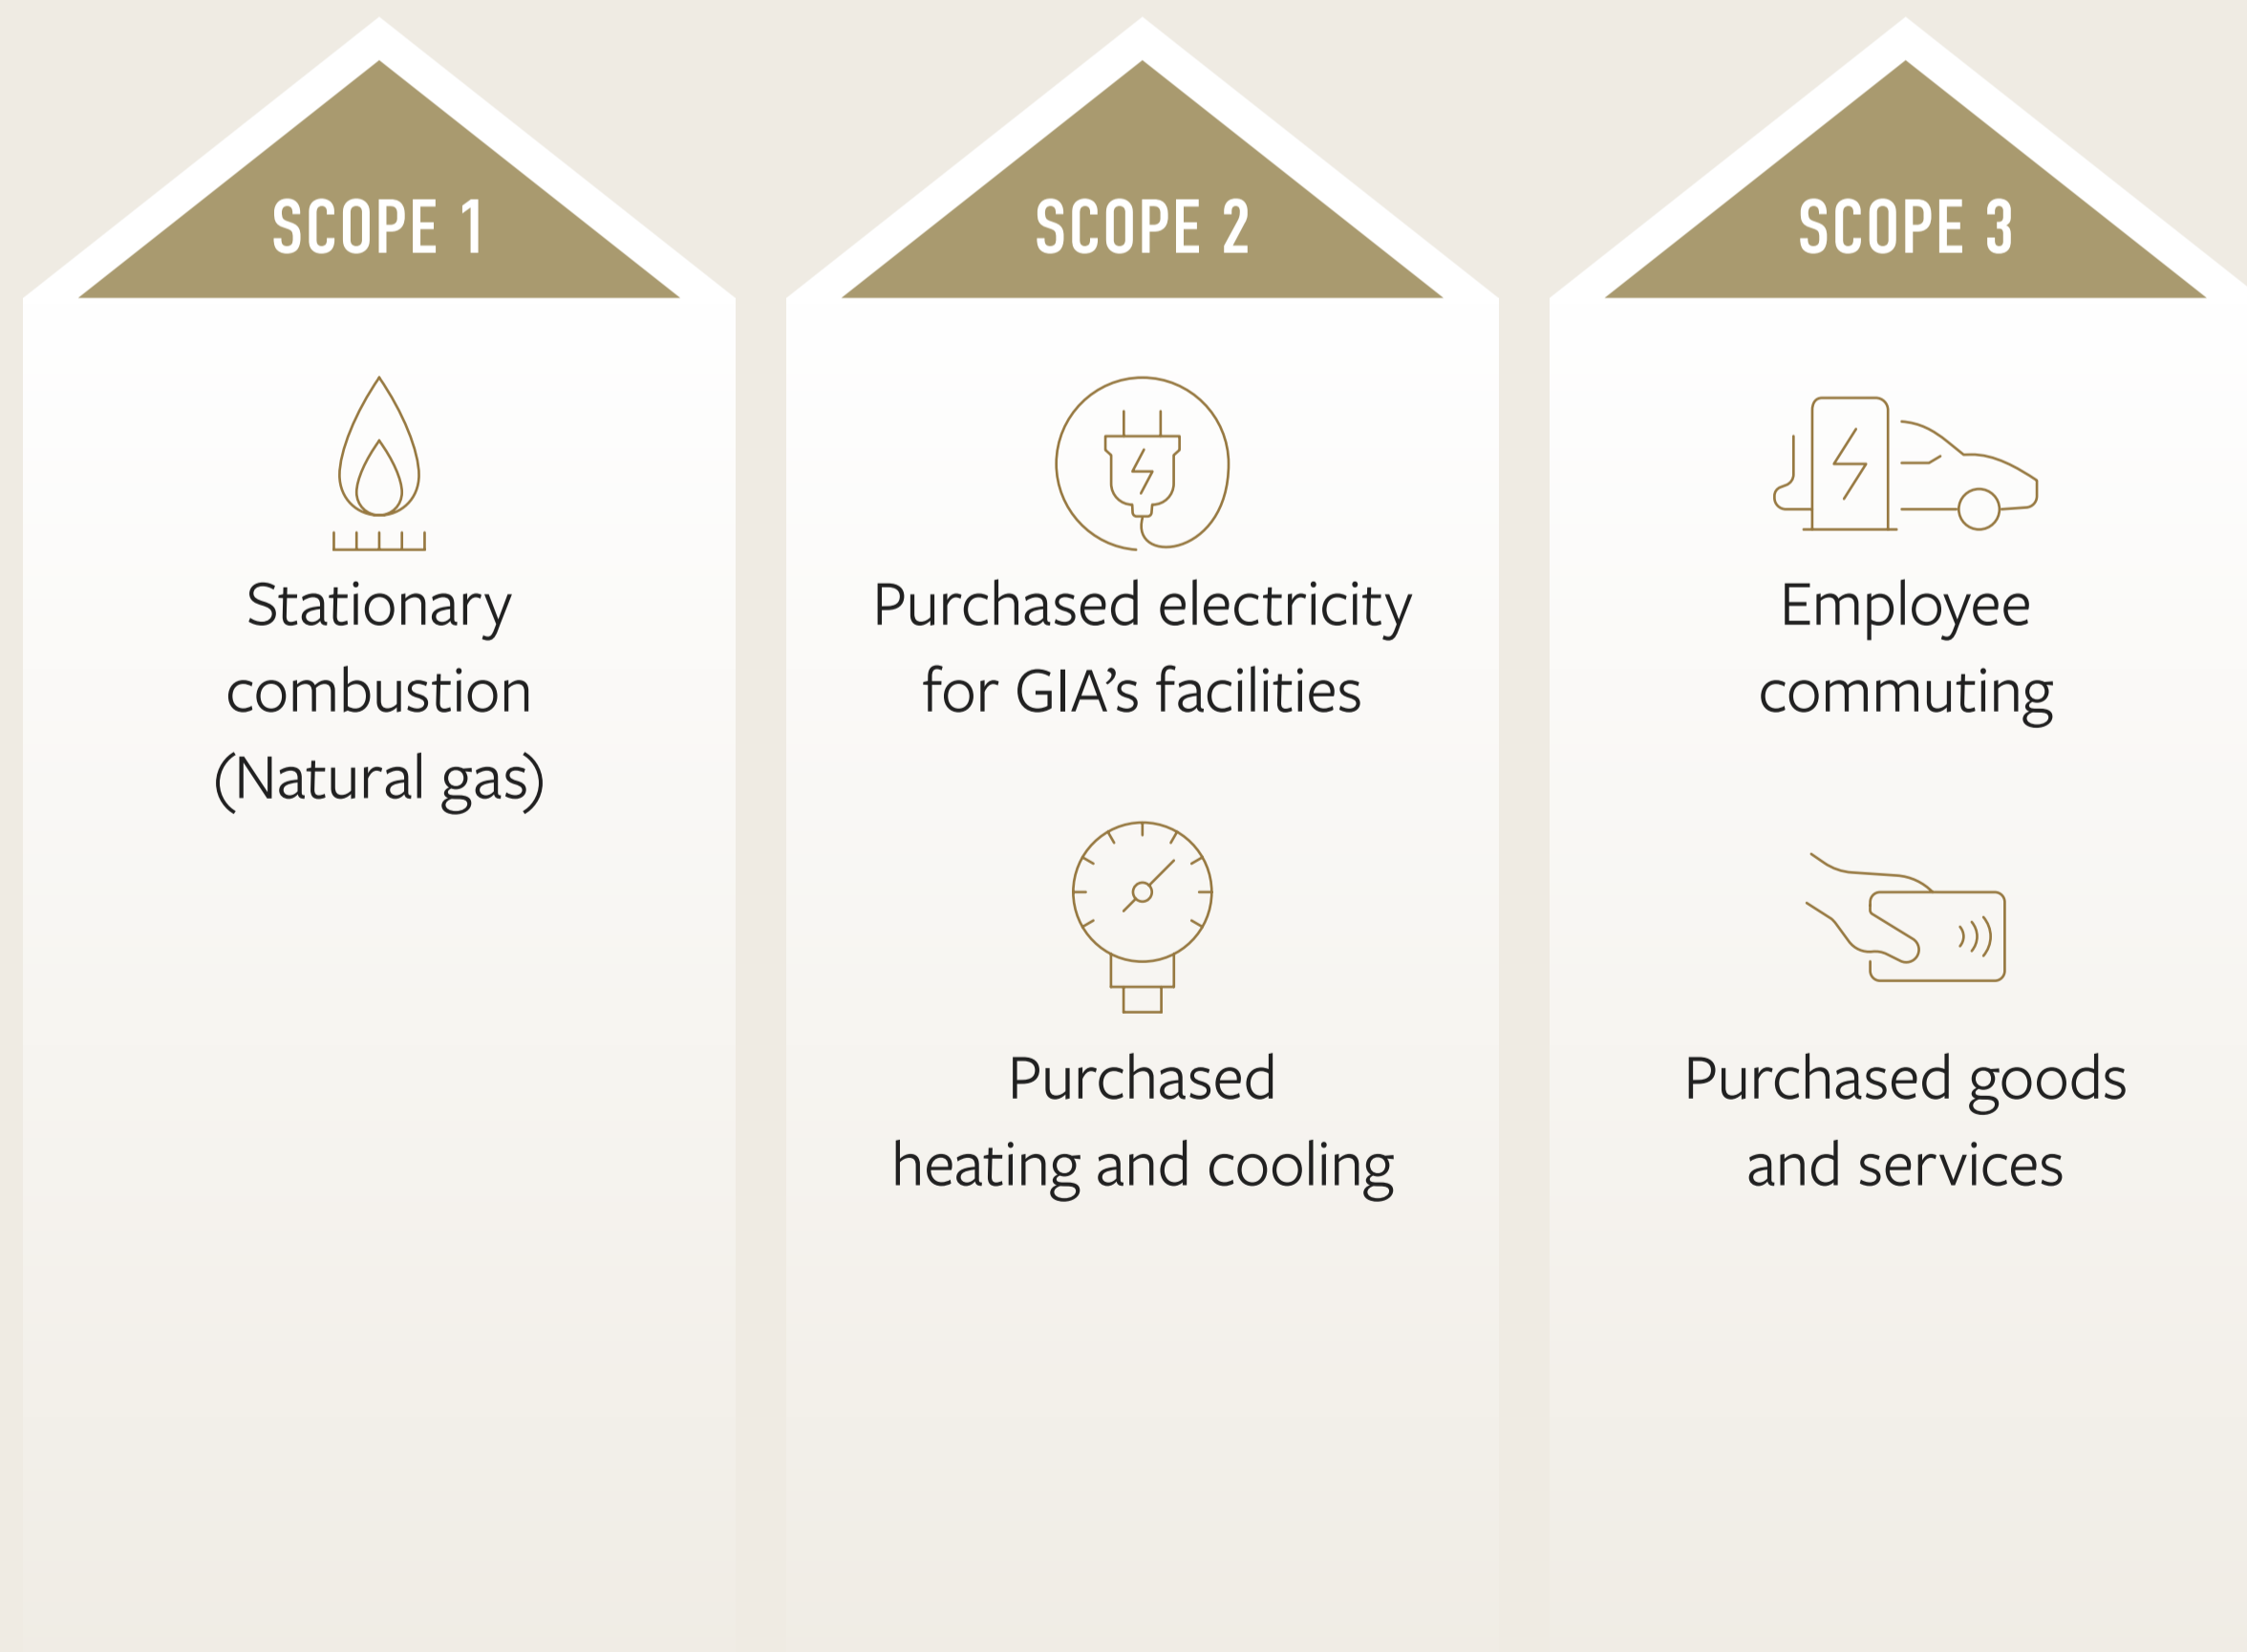 SCOPE 1
Stationary
combustion
(Natural gas)
SCOPE 2
Purchased electricity
for GIA’s facilities
Purchased
heating and cooling
SCOPE 3
Employee
commuting
Purchased goods
and services